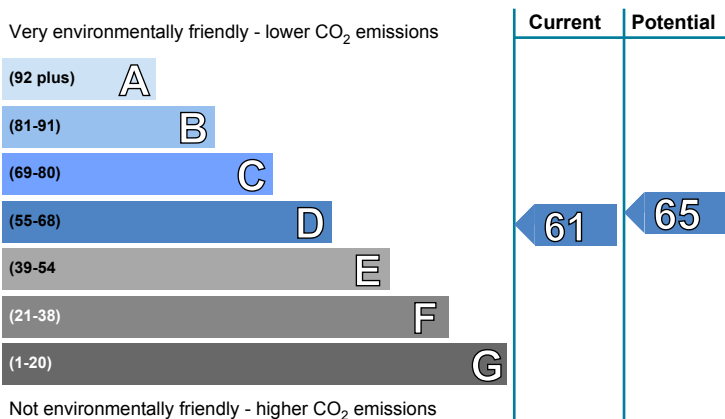 Very environmentally friendly - lower CO2 emissions
Current
Potential
(92 plus) A
(81-91) B
(69-80) C
(55-68) D
61
65
(39-54 E
(21-38) F
(1-20) G
Not environmentally friendly - higher CO2 emissions